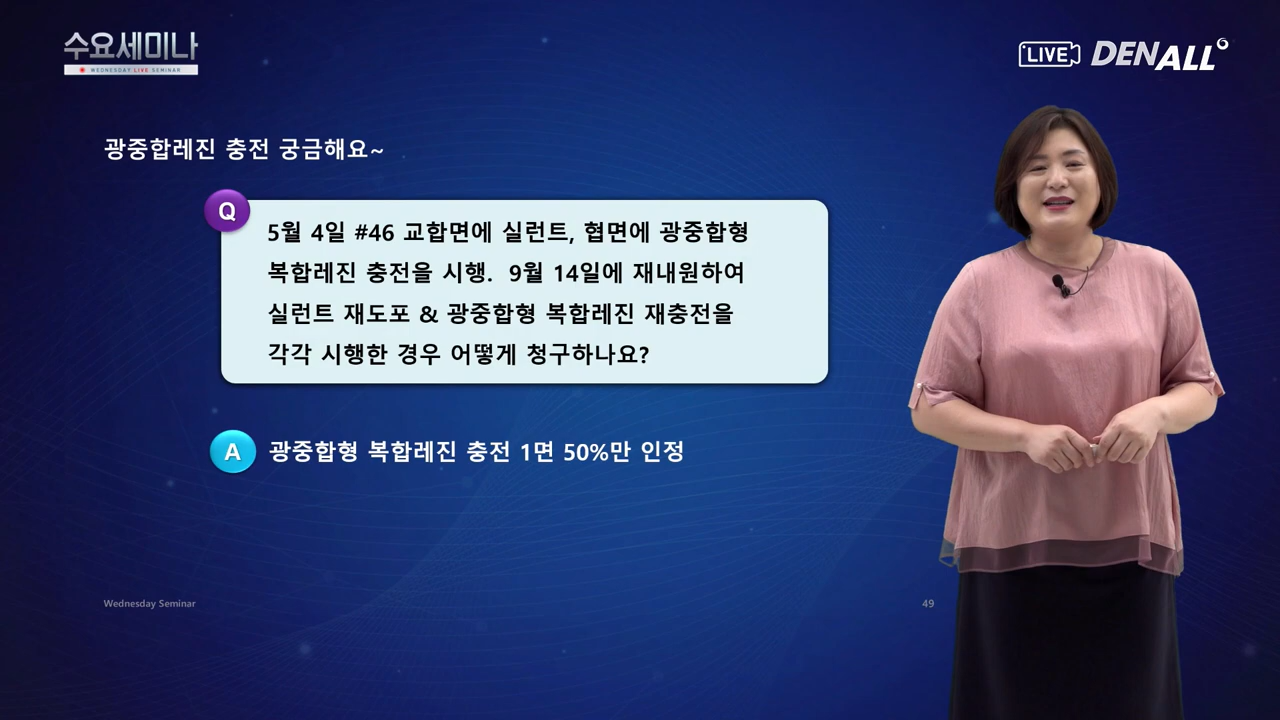 수요세미나
WEDNESDAY LIVE SEMINAR
LIVE DENALL
광중합레진 충전 궁금해요~
Q
5월 4일 #46 교합면에 실런트, 협면에 광중합형
복합레진 충전을 시행. 9월 14일에 재내원하여
실런트 재도포 & 광중합형 복합레진 재충전을
각각 시행한 경우 어떻게 청구하나요?
A 광중합형 복합레진 충전 1면 50%만 인정
Wednesday Seminar
49